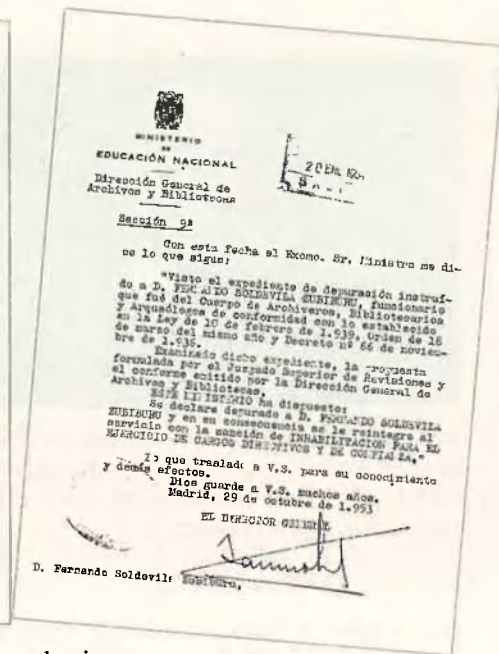 MINISTERIO
DE
EDUCACIÓN NACIONAL
Dirección General de
Archivos y Bibliotecas
Sección 9ª
20 ENE
Con esta fecha el Excmo. Sr. Ministro me di-
ce lo que sigue:
"Visto el expediente de depuración instruí-
do a D. FERNANDO SOLDEVILA ZUBIBURU, funcionario
que fué del Cuerpo de Archiveros, Bibliotecarios
y Arqueólogos de conformidad con lo establecido
en la Ley de 10 de febrero de 1.939, Orden de 18
de marzo del mismo año y Decreto nº 66 de noviem-
bre de 1.936.
Examinado dicho expediente, la propuesta
formulada por el Juzgado Superior de Revisiones y
el conforme emitido por la Dirección General de
Archivos y Bibliotecas.
ESTE MINISTERIO ha dispuesto:
Se declare depurado a D. FERNANDO SOLDEVILA
ZUBIBURU y en su consecuencia se le reintegre al
servicio con la sanción de INHABILITACIÓN PARA EL
EJERCICIO DE CARGOS DIRECTIVOS Y DE CONFIANZA."
Lo que traslado a V.S. para su conocimiento
y demás efectos.
Dios guarde a V.S. muchos años.
Madrid, 29 de octubre de 1.953
EL DIRECTOR GENERAL
D. Fernando Soldevila Zubiburu.